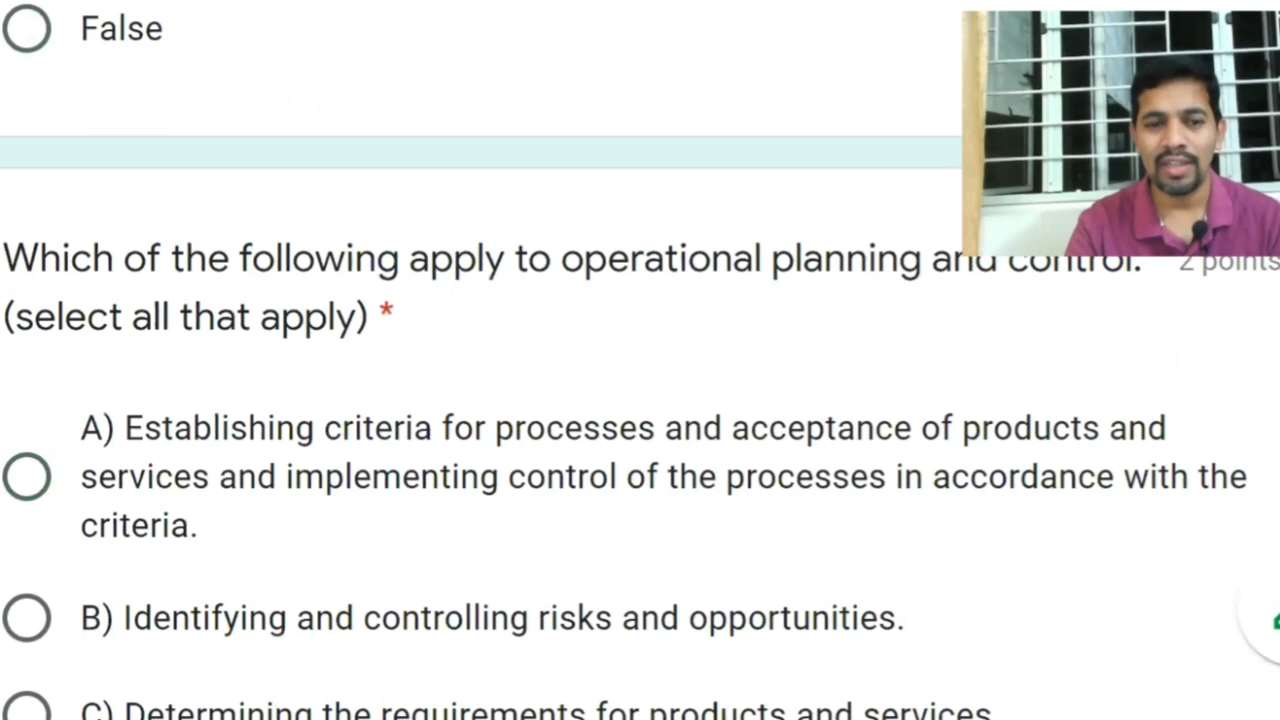 False
Which of the following apply to operational planning and control. 2 points
(select all that apply) *
A) Establishing criteria for processes and acceptance of products and
services and implementing control of the processes in accordance with the
criteria.
B) Identifying and controlling risks and opportunities.
C) Determining the requirements for products and services